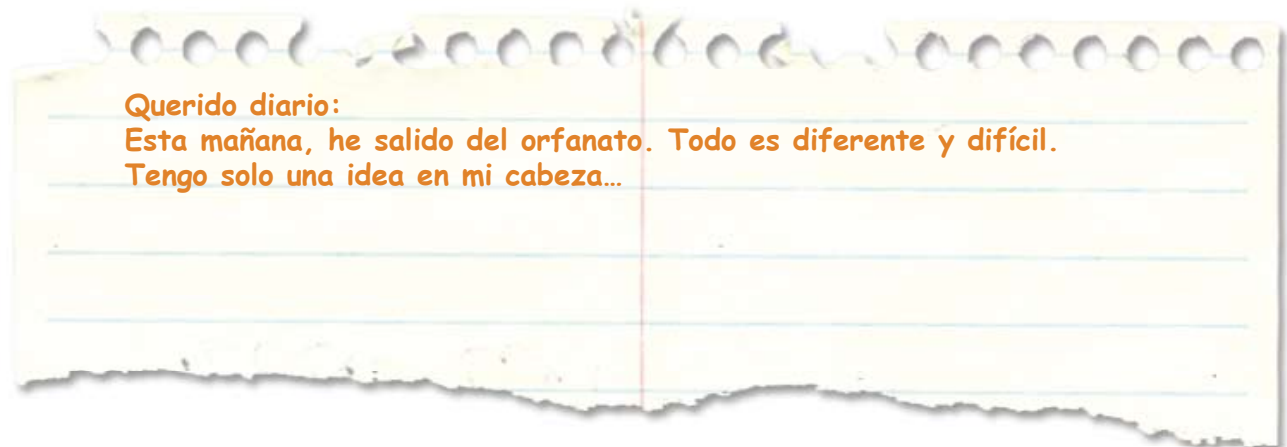 Querido diario:
Esta mañana, he salido del orfanato. Todo es diferente y difícil.
Tengo solo una idea en mi cabeza…